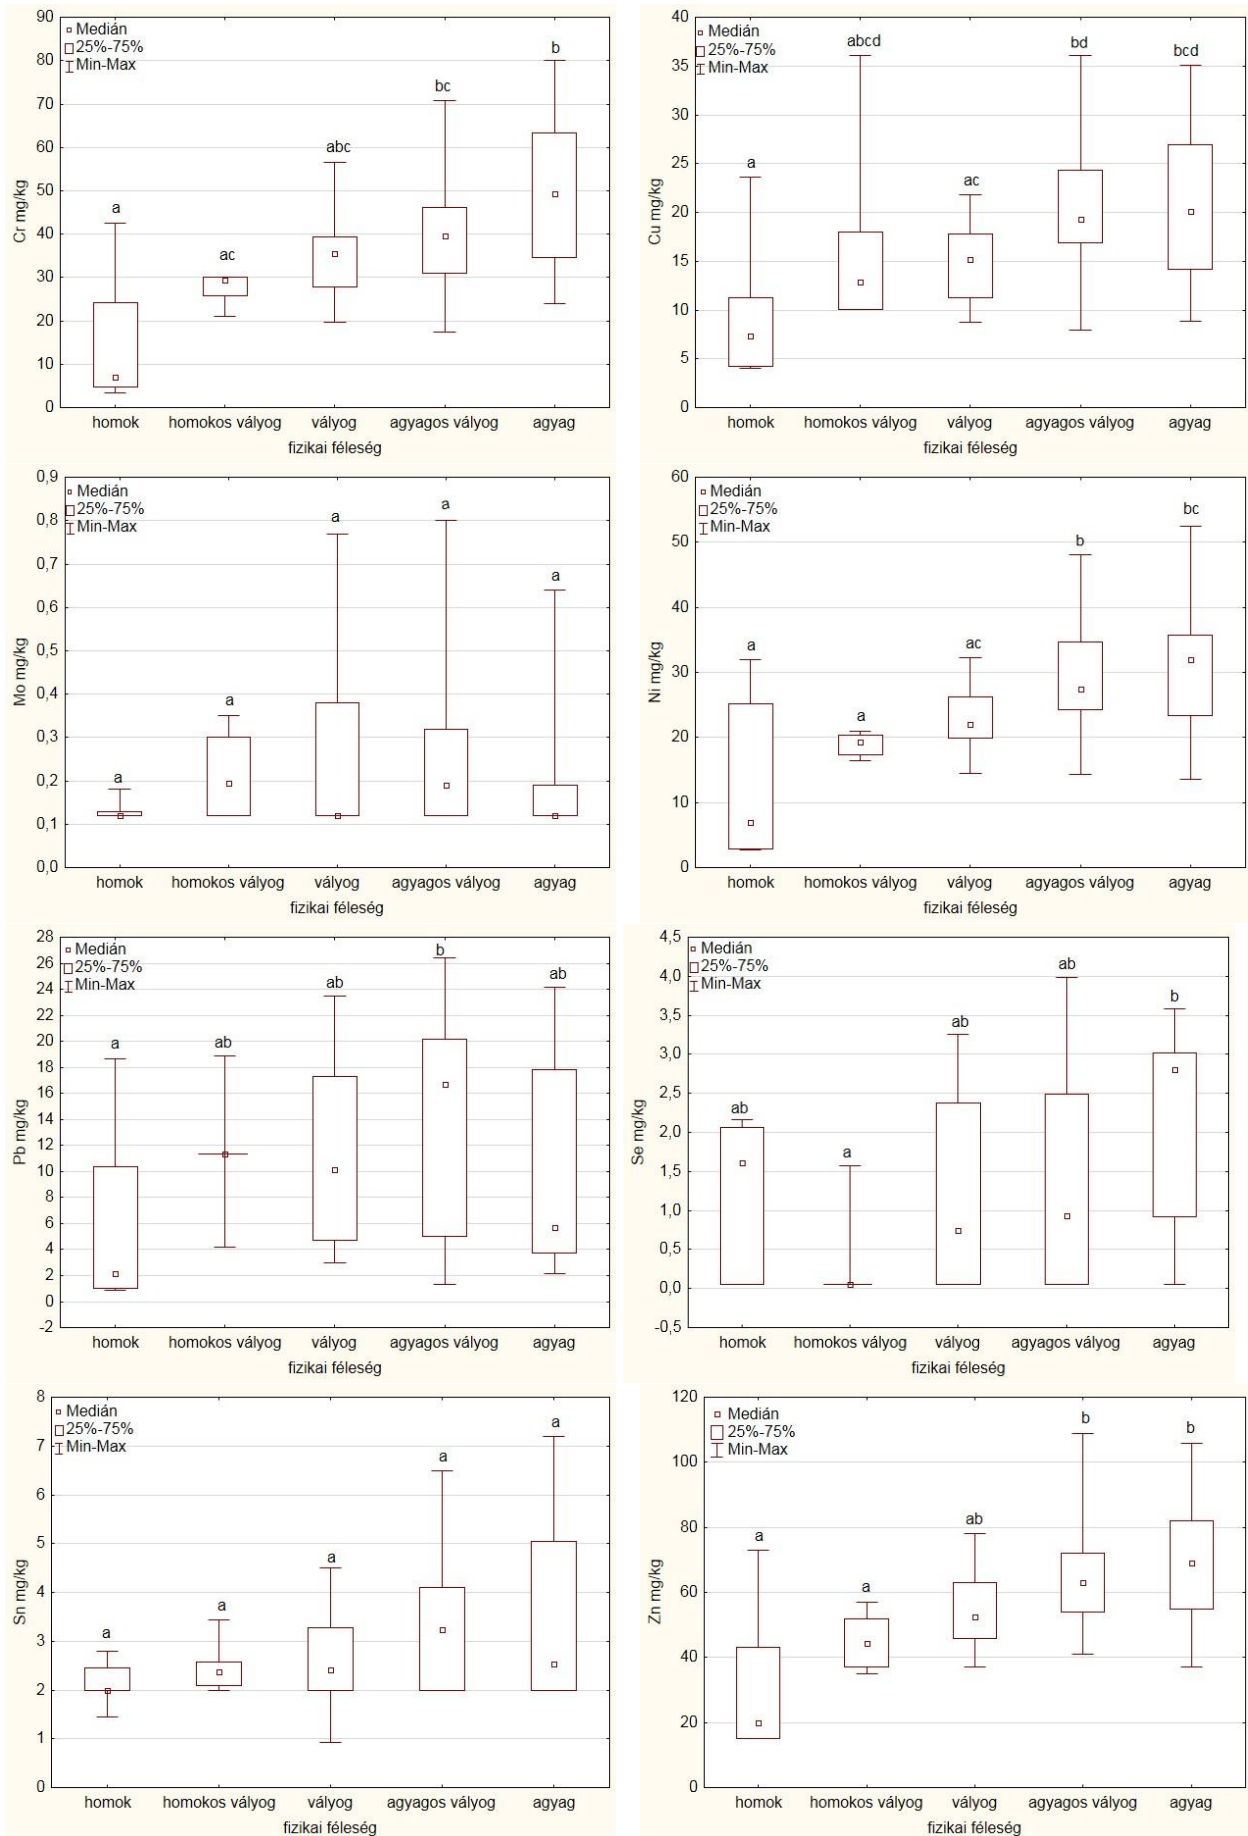 90
80
70
60
50
40
30
20
10
0
Cr mg/kg
Medián
25%-75%
Min-Max
a
ac
abc
bc
b
homok homokos vályog vályog agyagos vályog agyag
fizikai féleség
40
35
30
25
20
15
10
5
0
Cu mg/kg
Medián
25%-75%
Min-Max
a
abcd
ac
bd
bcd
homok homokos vályog vályog agyagos vályog agyag
fizikai féleség
0,9
0,8
0,7
0,6
0,5
0,4
0,3
0,2
0,1
0,0
Mo mg/kg
Medián
25%-75%
Min-Max
a
a
a
a
a
homok homokos vályog vályog agyagos vályog agyag
fizikai féleség
60
50
40
30
20
10
0
Ni mg/kg
Medián
25%-75%
Min-Max
a
a
ac
b
bc
homok homokos vályog vályog agyagos vályog agyag
fizikai féleség
28
26
24
22
20
18
16
14
12
10
8
6
4
2
0
-2
Pb mg/kg
Medián
25%-75%
Min-Max
a
ab
ab
b
ab
homok homokos vályog vályog agyagos vályog agyag
fizikai féleség
4,5
4,0
3,5
3,0
2,5
2,0
1,5
1,0
0,5
0,0
-0,5
Se mg/kg
Medián
25%-75%
Min-Max
ab
a
ab
ab
b
homok homokos vályog vályog agyagos vályog agyag
fizikai féleség
8
7
6
5
4
3
2
1
0
Sn mg/kg
Medián
25%-75%
Min-Max
a
a
a
a
a
homok homokos vályog vályog agyagos vályog agyag
fizikai féleség
120
100
80
60
40
20
0
Zn mg/kg
Medián
25%-75%
Min-Max
a
a
ab
b
b
homok homokos vályog vályog agyagos vályog agyag
fizikai féleség